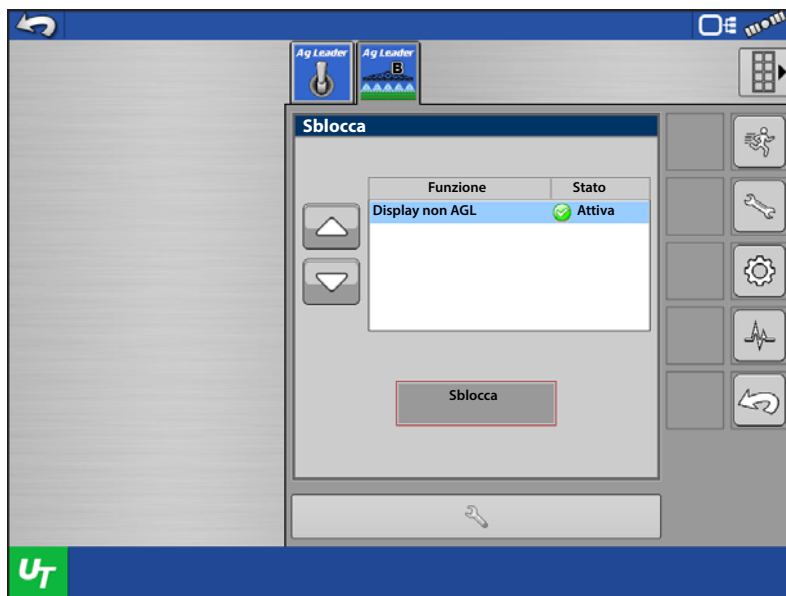 Ag Leader Ag Leader
B
Sblocca
Funzione Stato
Display non AGL Attiva
Sblocca
UT